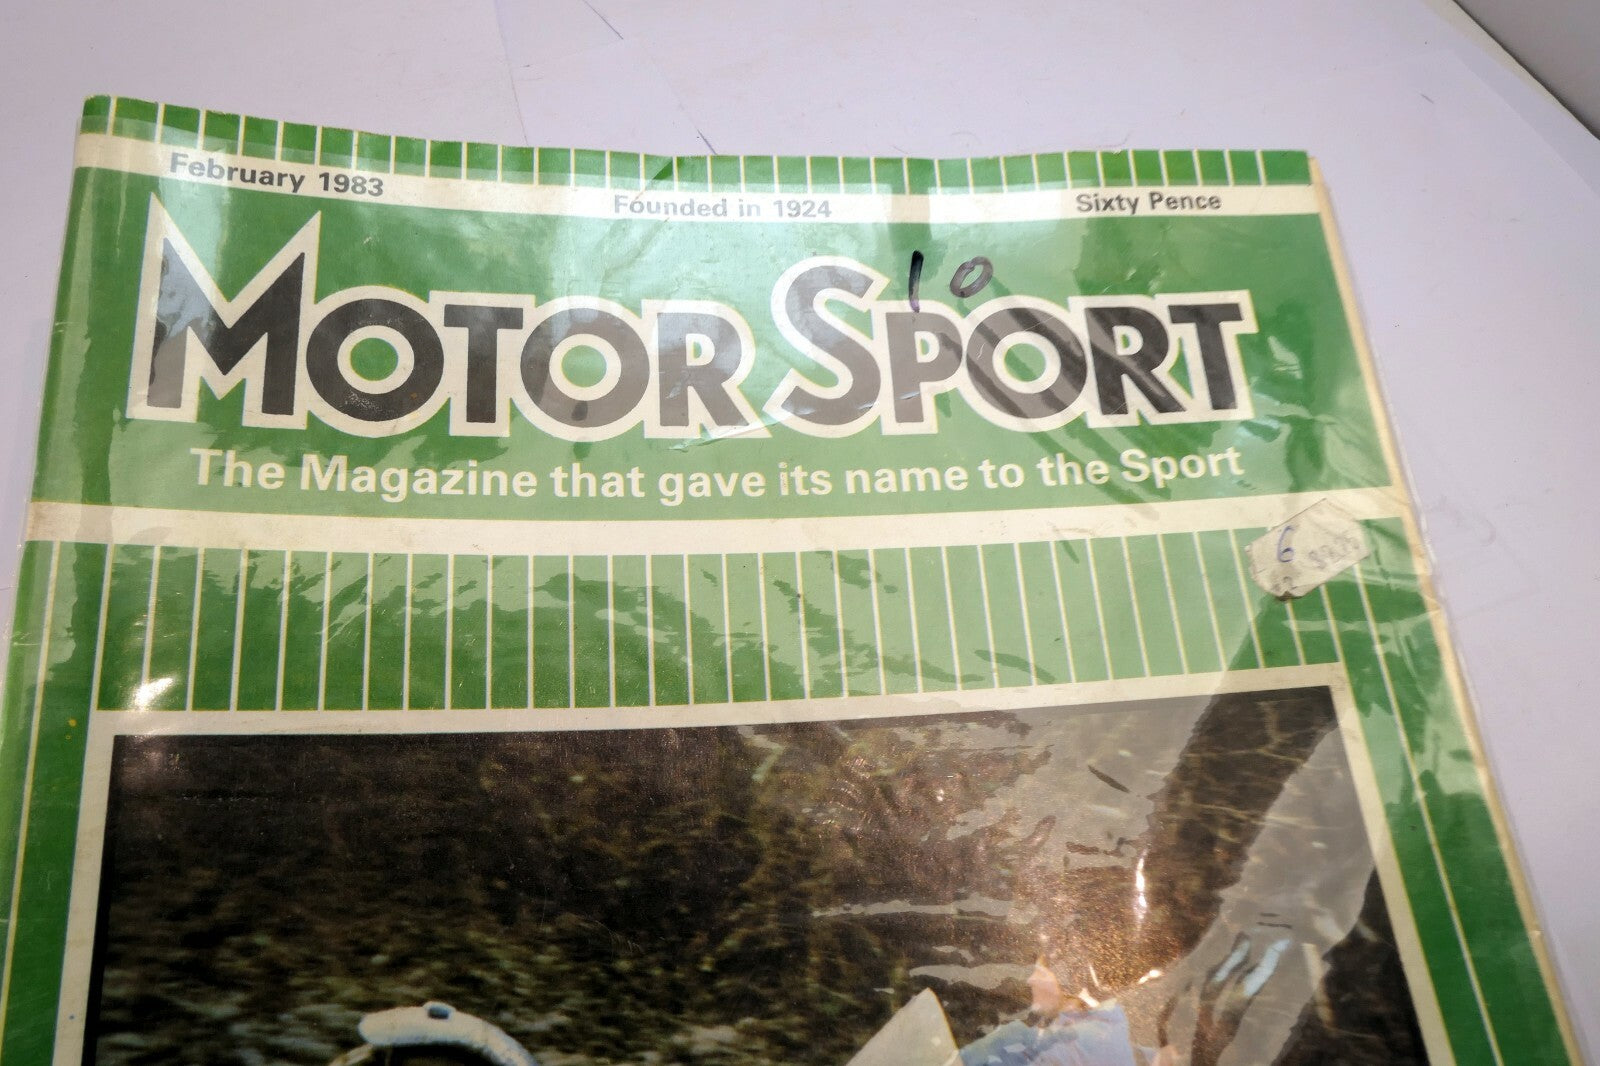 February 1983
Founded in 1924
Sixty Pence
10
MOTOR SPORT
The Magazine that gave its name to the Sport
6